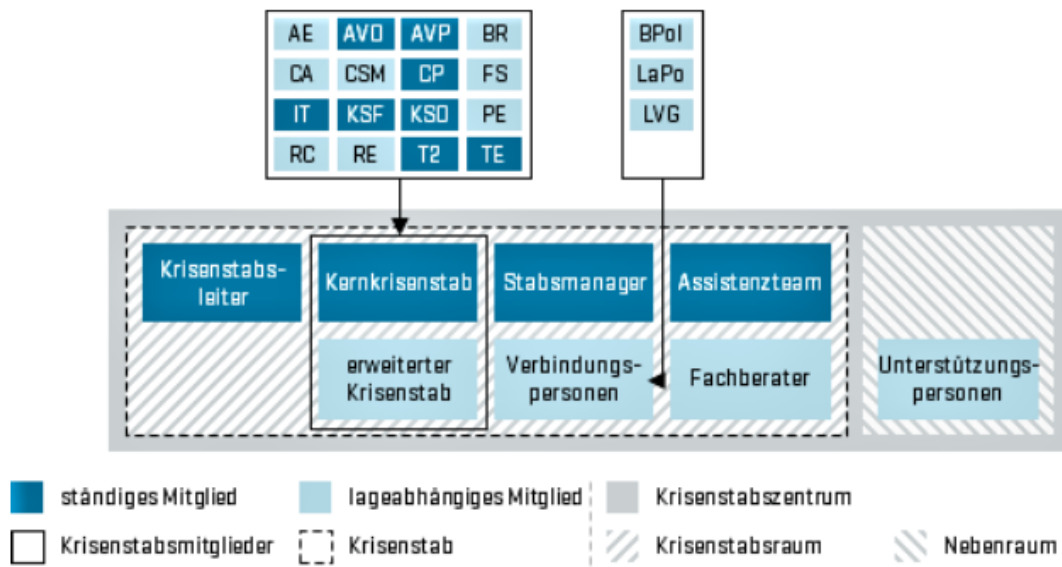 AE AVO AVP BR
CA CSM CP FS
IT KSF KSO PE
RC RE T2 TE
BPol
LaPo
LVG
Krisenstabs-
leiter
Kernkrisenstab
Stabsmanager
Assistenzteam
erweiterter
Krisenstab
Verbindungs-
personen
Fachberater
Unterstützungs-
personen
ständiges Mitglied
lageabhängiges Mitglied
Krisenstabszentrum
Krisenstabsmitglieder
Krisenstab
Krisenstabsraum
Nebenraum